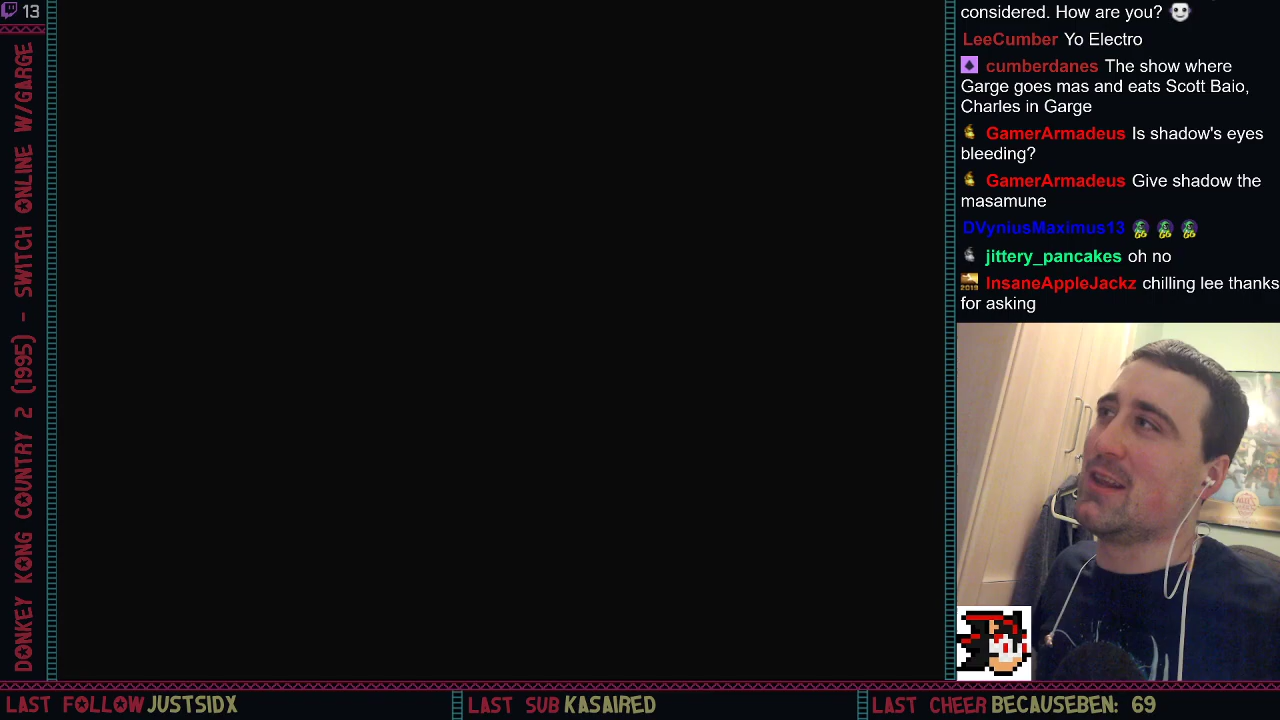 13
DONKEY KONG COUNTRY 2 (1995) - SWITCH ONLINE W/GARGE
considered. How are you?
LeeCumber Yo Electro
cumberdanes The show where
Garge goes mas and eats Scott Baio,
Charles in Garge
GamerArmadeus Is shadow's eyes
bleeding?
GamerArmadeus Give shadow the
masamune
DVyniusMaximus13
jittery_pancakes oh no
InsaneAppleJackz chilling lee thanks
for asking
LAST FOLLOW JUSTSIDX
LAST SUB KASAIRED
LAST CHEER BECAUSEBEN: 69